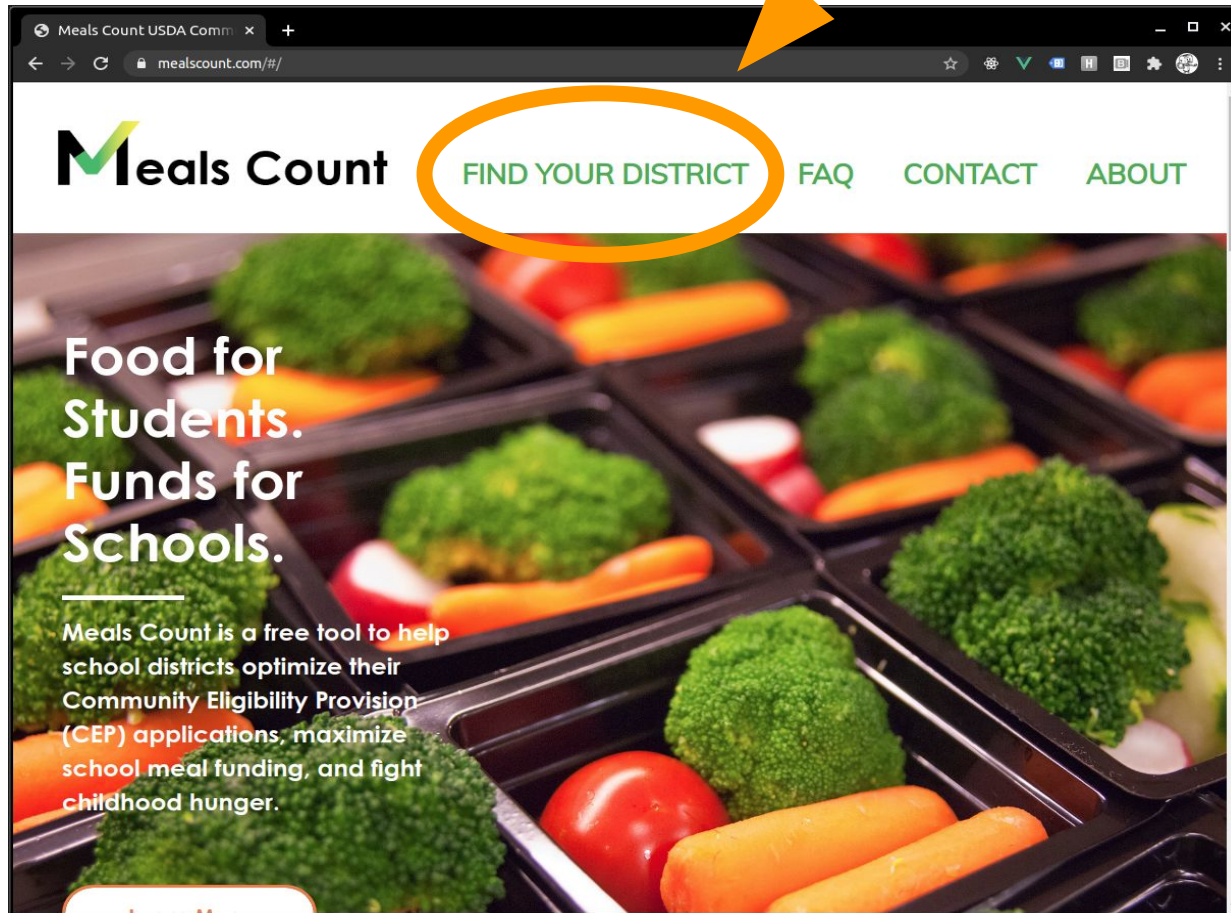 Meals Count USDA Comm
mealscount.com/#/
Meals Count
FIND YOUR DISTRICT
FAQ
CONTACT
ABOUT
Food for
Students.
Funds for
Schools.
Meals Count is a free tool to help
school districts optimize their
Community Eligibility Provision
(CEP) applications, maximize
school meal funding, and fight
childhood hunger.